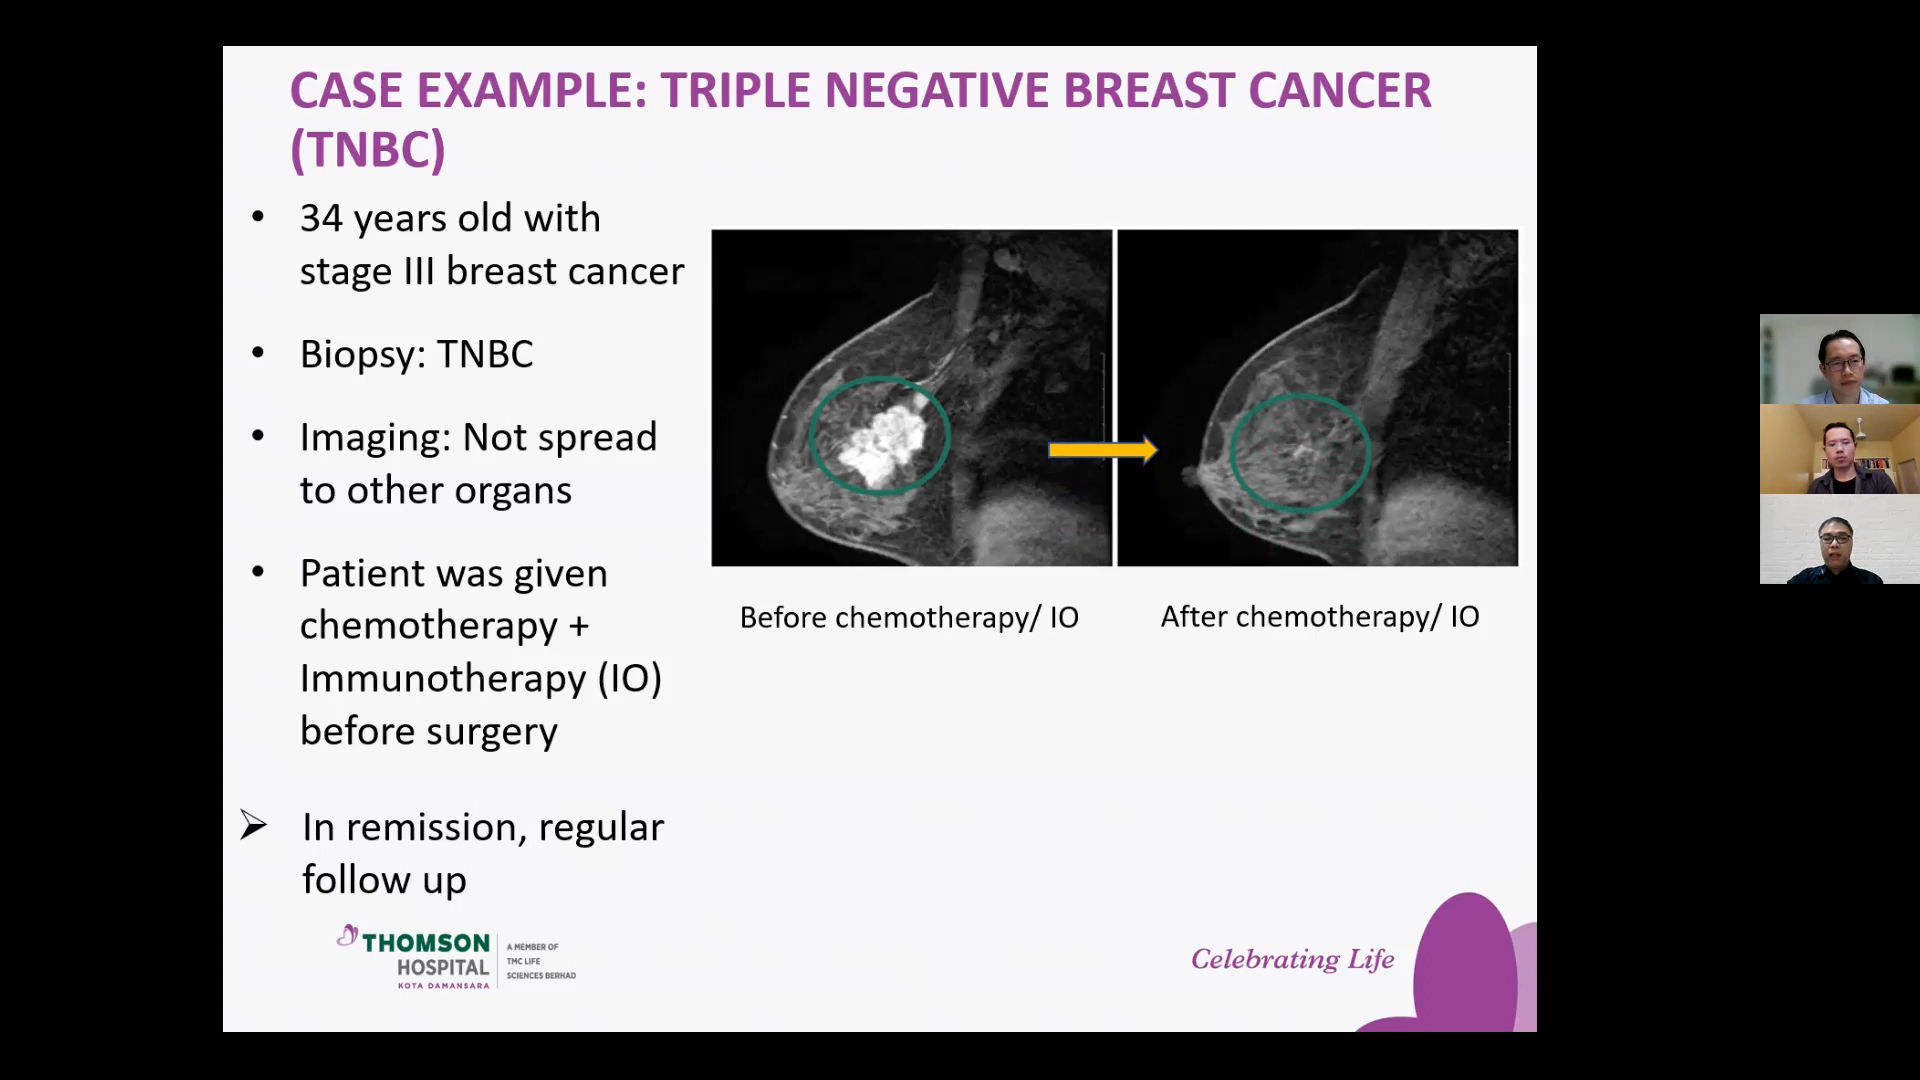 CASE EXAMPLE: TRIPLE NEGATIVE BREAST CANCER
(TNBC)
• 34 years old with
stage III breast cancer
• Biopsy: TNBC
• Imaging: Not spread
to other organs
• Patient was given
chemotherapy +
Immunotherapy (IO)
before surgery
➢ In remission, regular
follow up
Before chemotherapy/ IO
After chemotherapy/ IO
THOMSON
HOSPITAL
KOTA DAMANSARA
A MEMBER OF
TMC LIFE
SCIENCES BERHAD
Celebrating Life